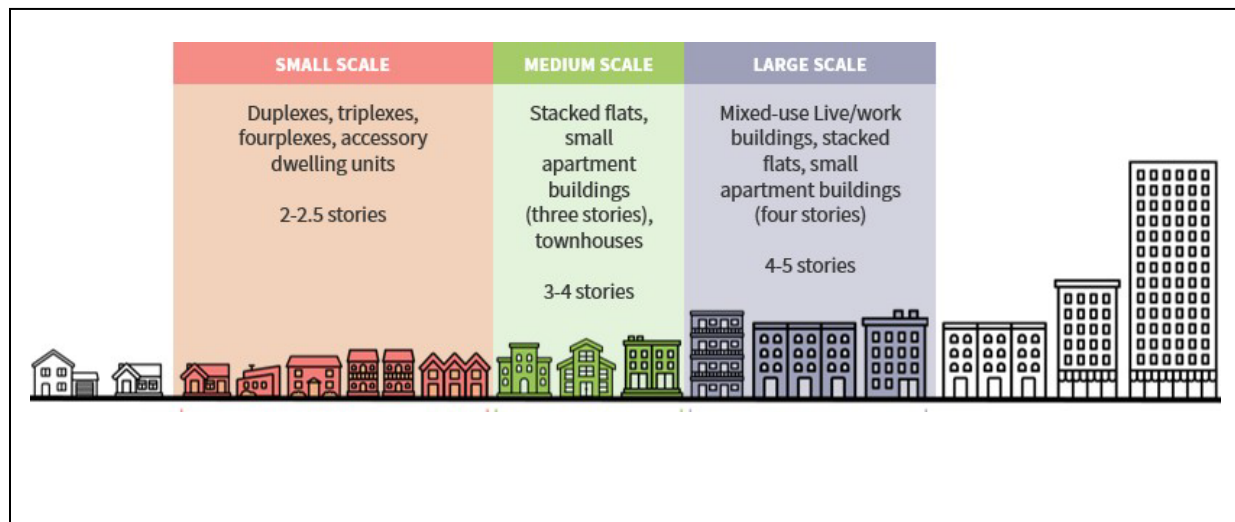 SMALL SCALE
Duplexes, triplexes,
fourplexes, accessory
dwelling units
2-2.5 stories
MEDIUM SCALE
Stacked flats,
small
apartment
buildings
(three stories),
townhouses
3-4 stories
LARGE SCALE
Mixed-use Live/work
buildings, stacked
flats, small
apartment buildings
(four stories)
4-5 stories